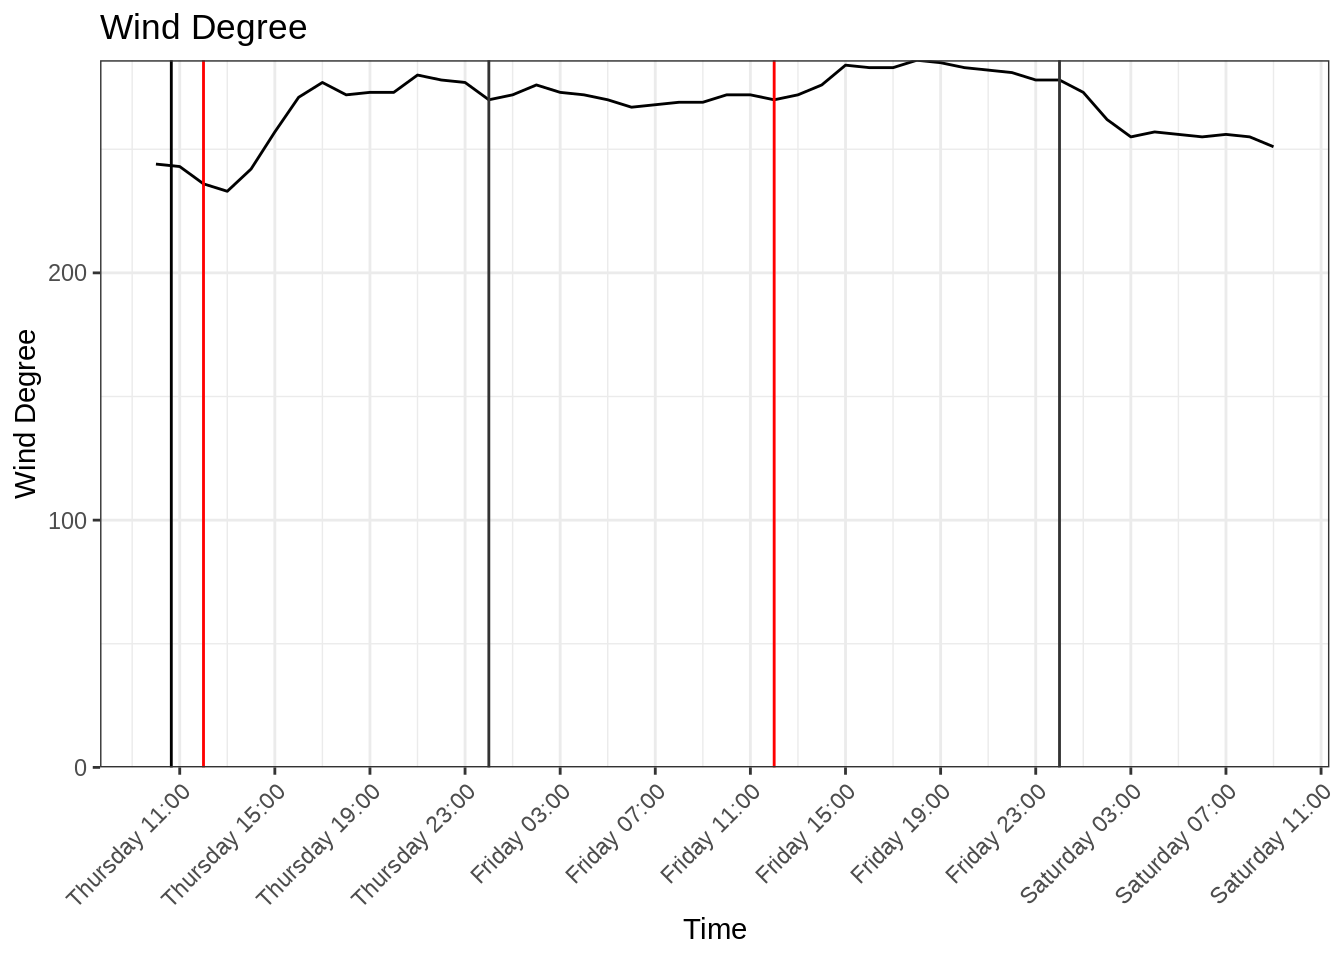 Wind Degree
Wind Degree
200
100
0
Thursday 11:00
Thursday 15:00
Thursday 19:00
Thursday 23:00
Friday 03:00
Friday 07:00
Friday 11:00
Friday 15:00
Friday 19:00
Friday 23:00
Saturday 03:00
Saturday 07:00
Saturday 11:00
Time